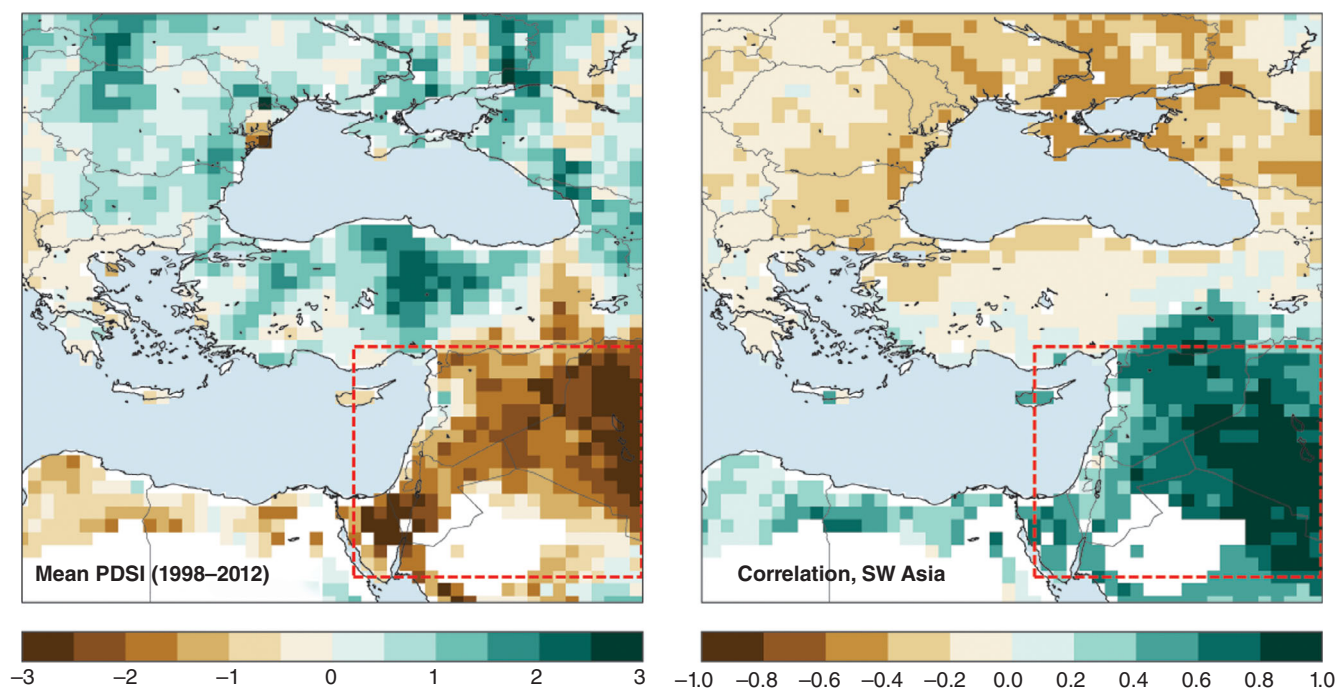 Mean PDSI (1998–2012)
Correlation, SW Asia
–3 –2 –1 0 1 2 3
–1.0 –0.8 –0.6 –0.4 –0.2 0.0 0.2 0.4 0.6 0.8 1.0